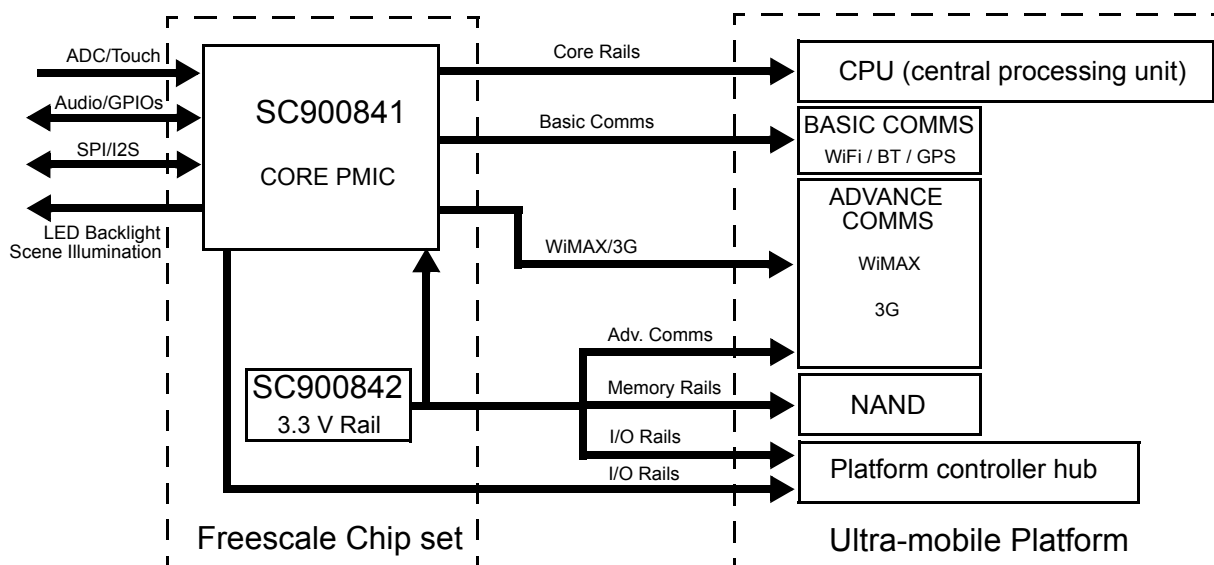 ADC/Touch
Audio/GPIOs
SPI/I2S
LED Backlight
Scene Illumination
SC900841
CORE PMIC
SC900842
3.3 V Rail
Freescale Chip set
Core Rails
Basic Comms
WiMAX/3G
Adv. Comms
Memory Rails
I/O Rails
I/O Rails
CPU (central processing unit)
BASIC COMMS
WiFi / BT / GPS
ADVANCE
COMMS
WiMAX
3G
NAND
Platform controller hub
Ultra-mobile Platform